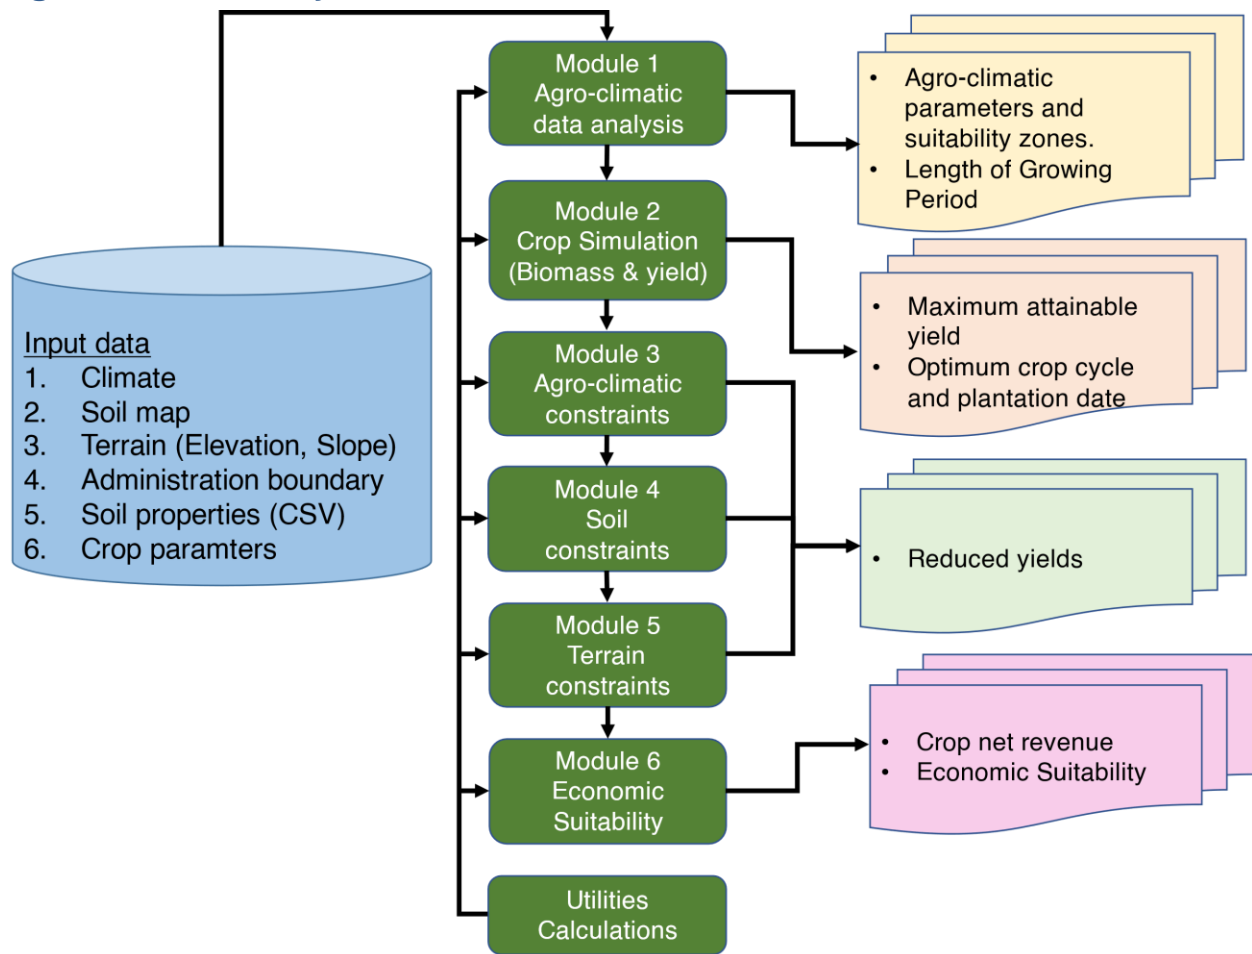 Input data
1. Climate
2. Soil map
3. Terrain (Elevation, Slope)
4. Administration boundary
5. Soil properties (CSV)
6. Crop paramters
Module 1
Agro-climatic
data analysis
Module 2
Crop Simulation
(Biomass & yield)
Module 3
Agro-climatic
constraints
Module 4
Soil
constraints
Module 5
Terrain
constraints
Module 6
Economic
Suitability
Utilities
Calculations
• Agro-climatic
parameters and
suitability zones.
• Length of Growing
Period
• Maximum attainable
yield
• Optimum crop cycle
and plantation date
• Reduced yields
• Crop net revenue
• Economic Suitability